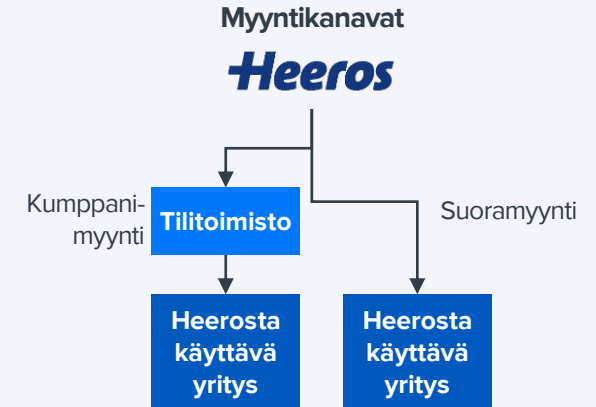 Myyntikanavat
Heeros
Kumppani-
myynti
Tilitoimisto
Suoramyynti
Heerosta
käyttävä
yritys
Heerosta
käyttävä
yritys